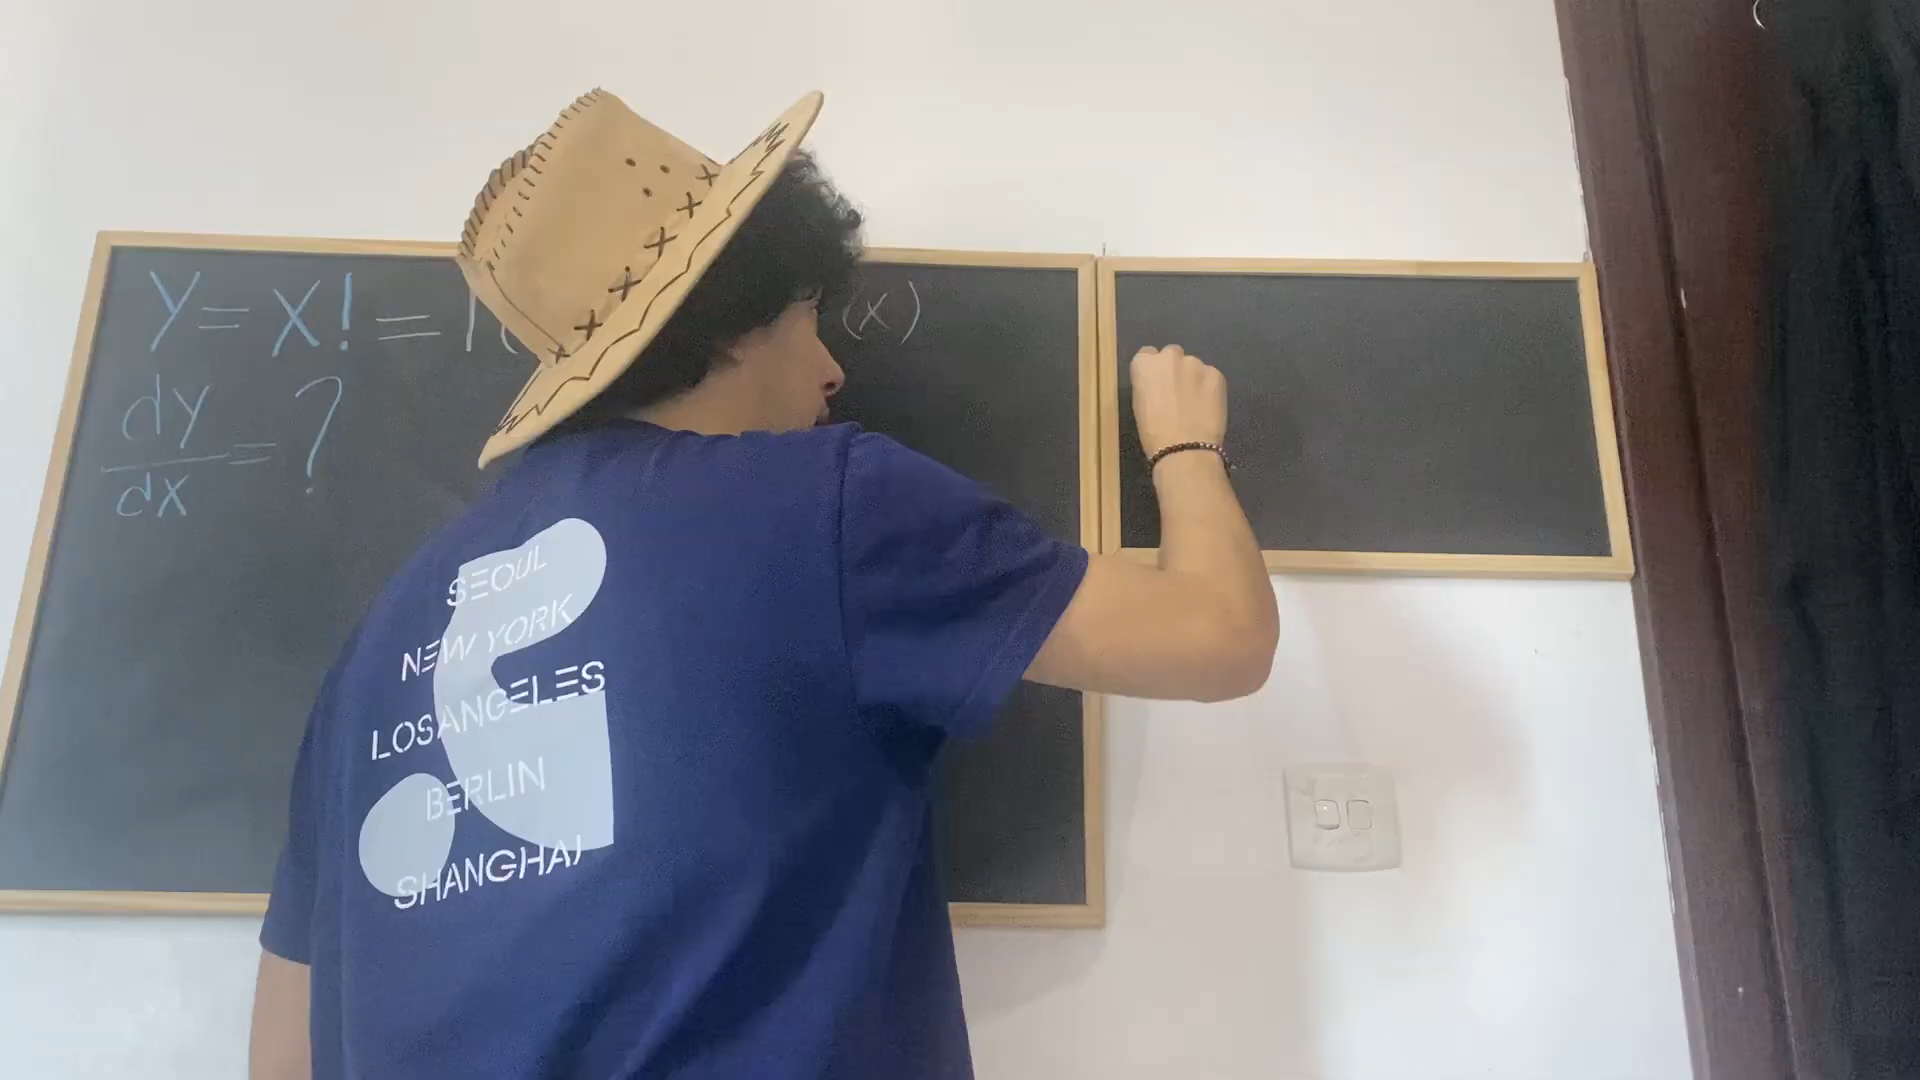 Y = X! = Γ( (x)
dy/dx = ?
SEOUL
NEW YORK
LOS ANGELES
BERLIN
SHANGHAI